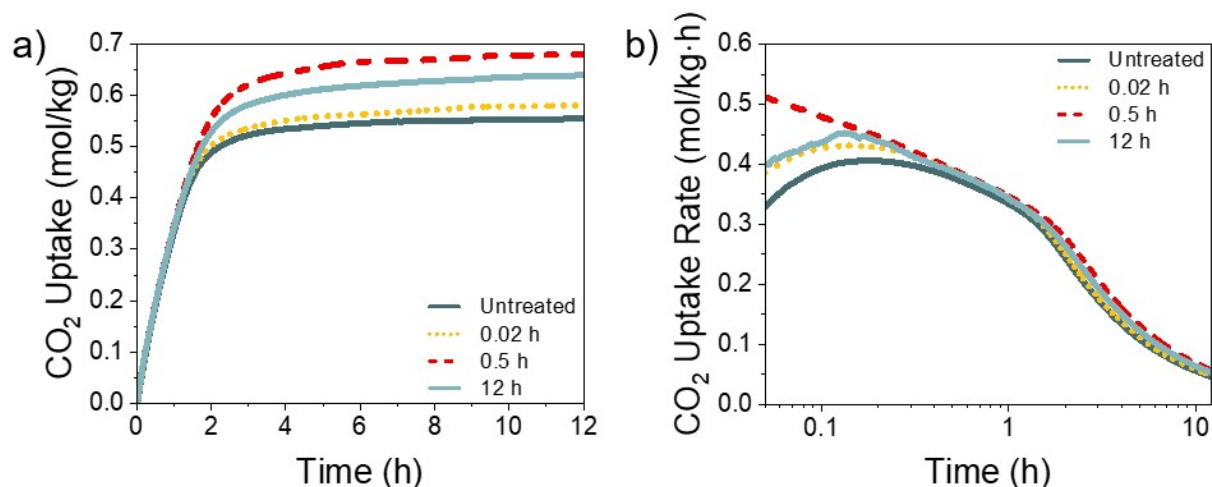 a)
CO₂ Uptake (mol/kg)
0.7
0.6
0.5
0.4
0.3
0.2
0.1
0.0
Untreated
0.02 h
0.5 h
12 h
0 2 4 6 8 10 12
Time (h)
b)
CO₂ Uptake Rate (mol/kg·h)
0.6
0.5
0.4
0.3
0.2
0.1
0.0
Untreated
0.02 h
0.5 h
12 h
0.1 1 10
Time (h)